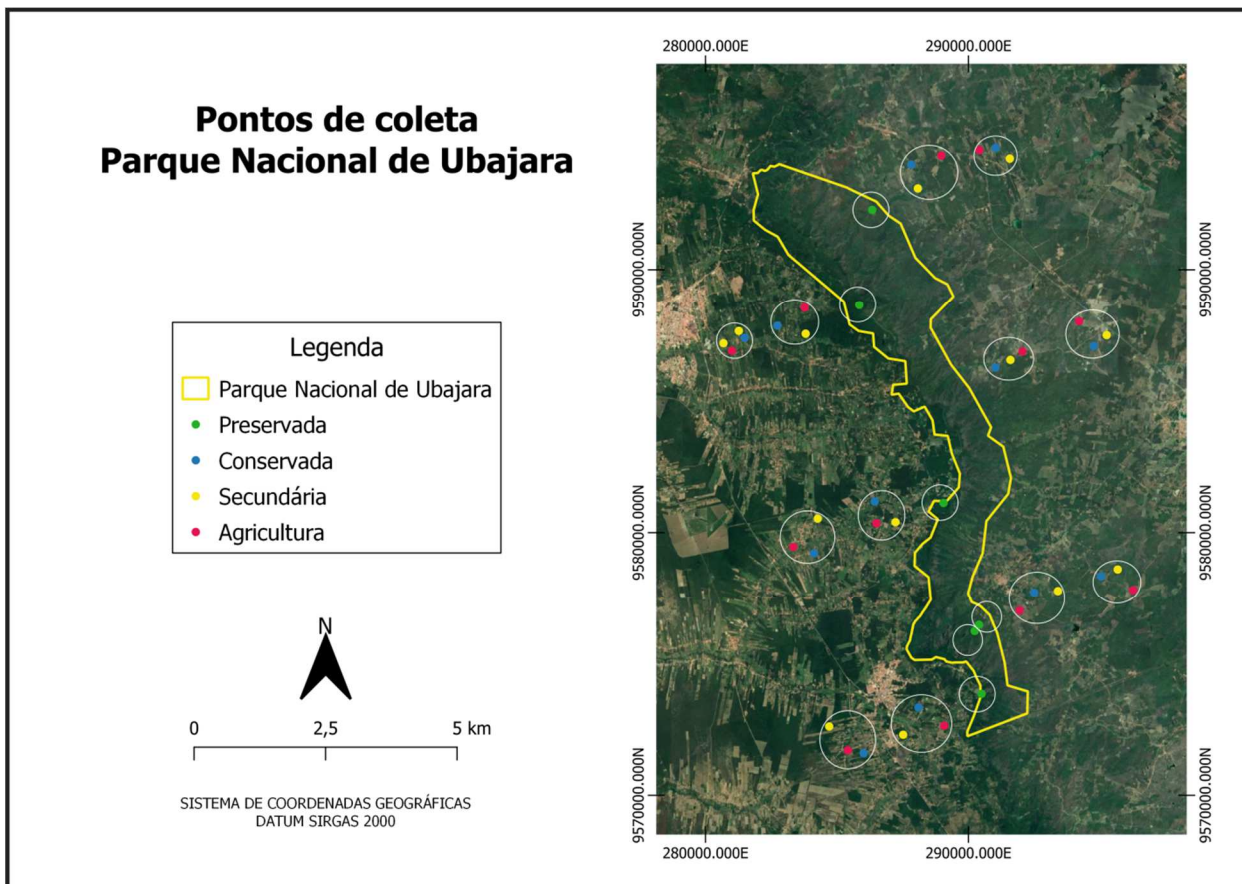 Pontos de coleta
Parque Nacional de Ubajara
Legenda
Parque Nacional de Ubajara
Preservada
Conservada
Secundária
Agricultura
N
0 2,5 5 km
SISTEMA DE COORDENADAS GEOGRÁFICAS
DATUM SIRGAS 2000
280000.000E 290000.000E
9590000.000N 9590000.000N
9580000.000N 9580000.000N
9570000.000N 9570000.000N
280000.000E 290000.000E